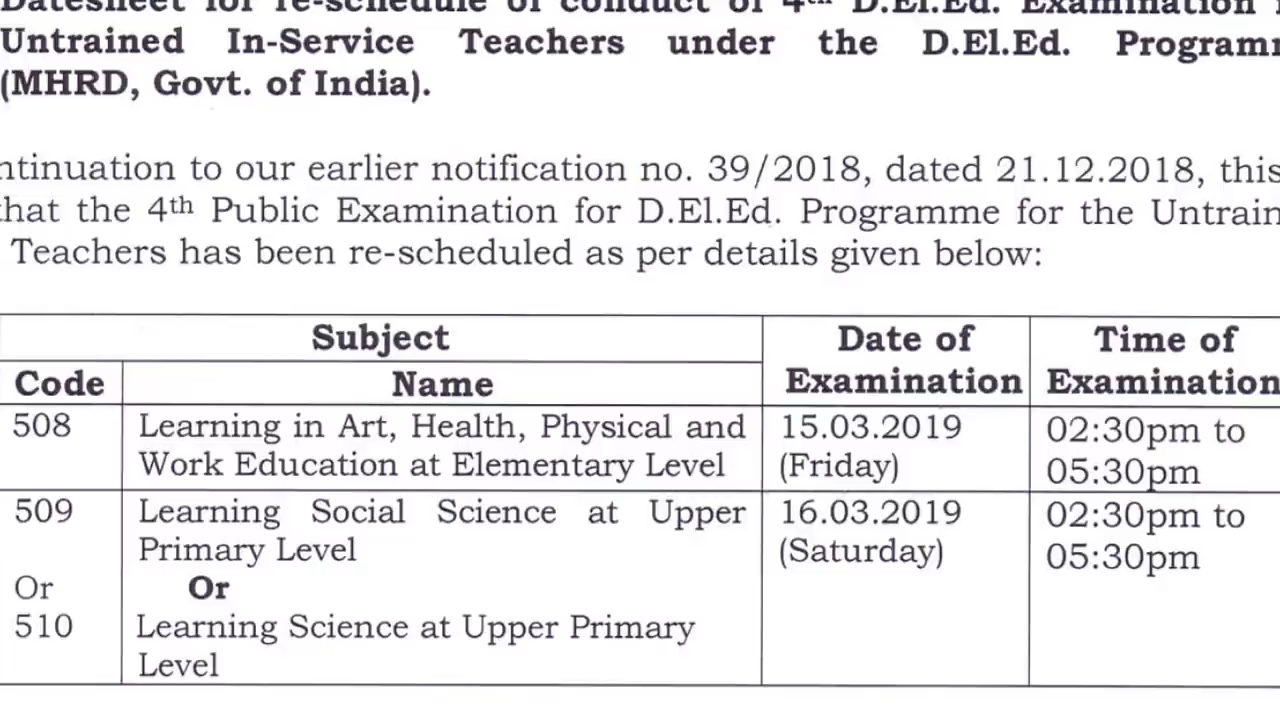 Datesheet for re-schedule of conduct of 4th D.El.Ed. Examination
Untrained In-Service Teachers under the D.El.Ed.
(MHRD, Govt. of India).
to our earlier notification no. 39/2018, dated 21.12.2018, this
that the 4th Public Examination for D.El.Ed. Programme for the
Teachers has been re-scheduled as per details given below:
Subject
Date of Examination
Time of Examination
Code
Name
508
Learning in Art, Health, Physical and
Work Education at Elementary Level
15.03.2019
(Friday)
02:30pm to
05:30pm
509
Learning Social Science at Upper
Primary Level
16.03.2019
(Saturday)
02:30pm to
05:30pm
Or
Or
510
Learning Science at Upper Primary
Level